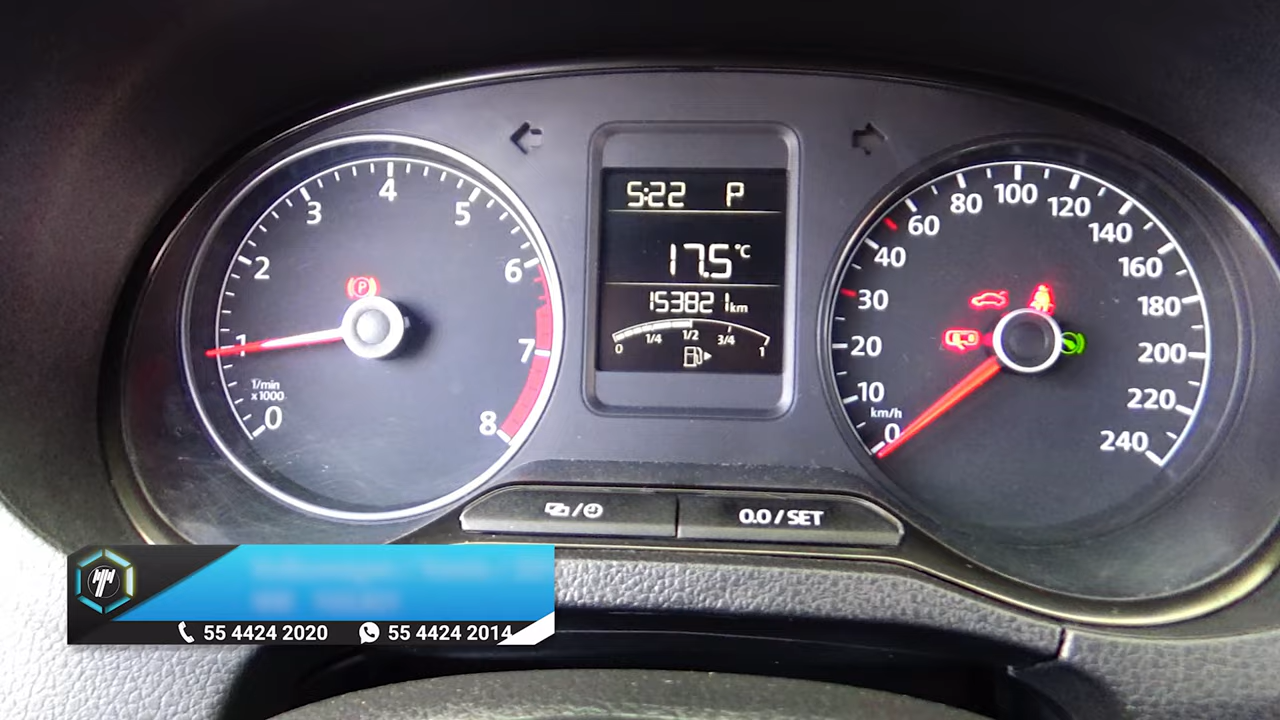 5:22 P
17.5 °C
153821 km
0 1/4 1/2 3/4 1
0 1 2 3 4 5 6 7 8
1/min
x1000
P
0 10 20 30 40 60 80 100 120 140 160 180 200 220 240
km/h
0.0 / SET
55 4424 2020 55 4424 2014